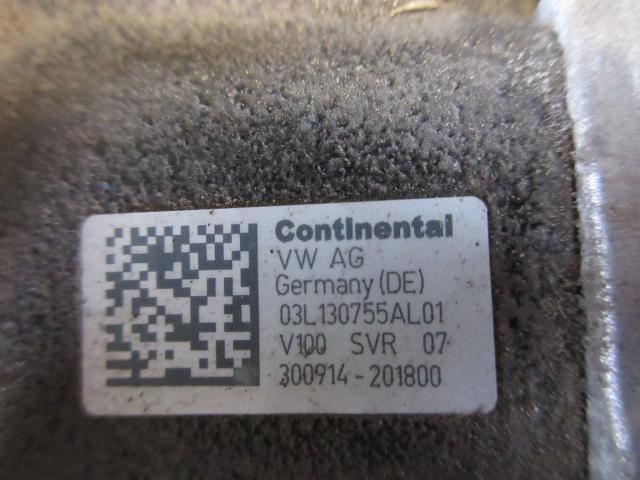 Continental
VW AG
Germany (DE)
03L130755AL01
V100 SVR 07
300914-201800